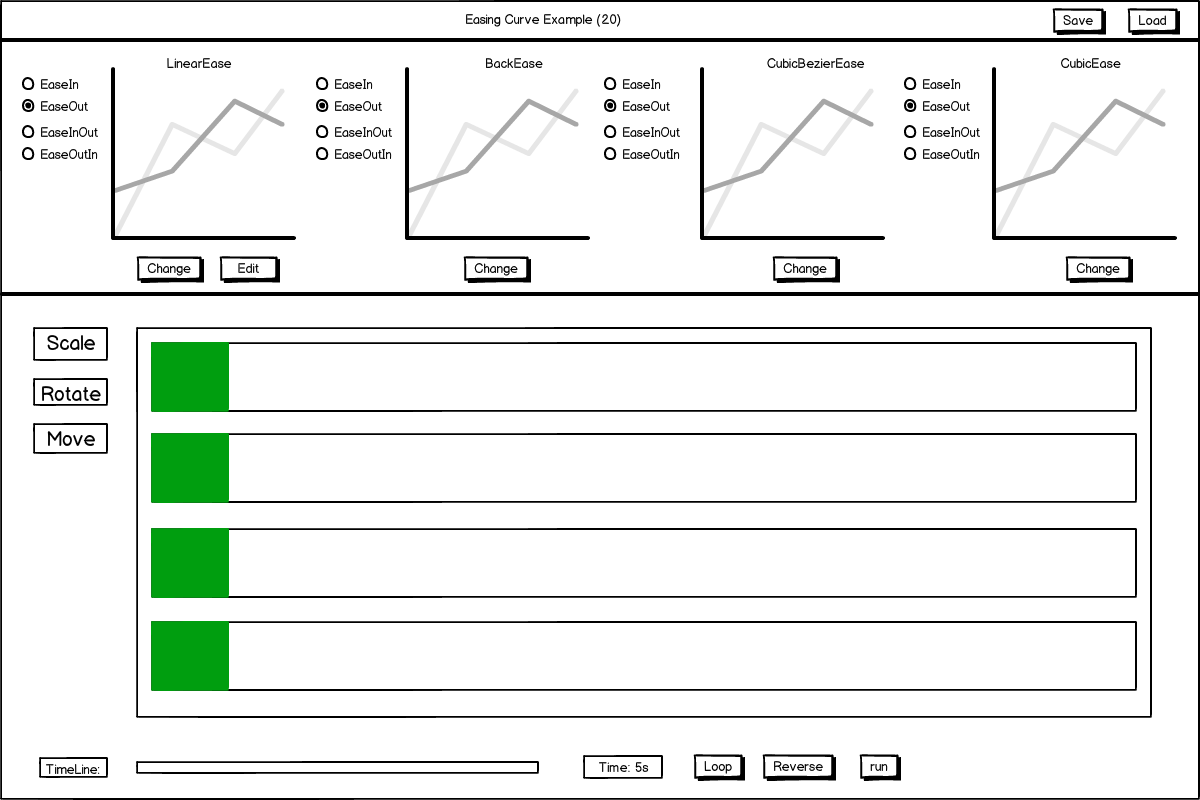 Easing Curve Example (2.0)
Save
Load
LinearEase
EaseIn
EaseOut
EaseInOut
EaseOutIn
Change
Edit
BackEase
EaseIn
EaseOut
EaseInOut
EaseOutIn
Change
CubicBezierEase
EaseIn
EaseOut
EaseInOut
EaseOutIn
Change
CubicEase
EaseIn
EaseOut
EaseInOut
EaseOutIn
Change
Scale
Rotate
Move
TimeLine:
Time: 5s
Loop
Reverse
run